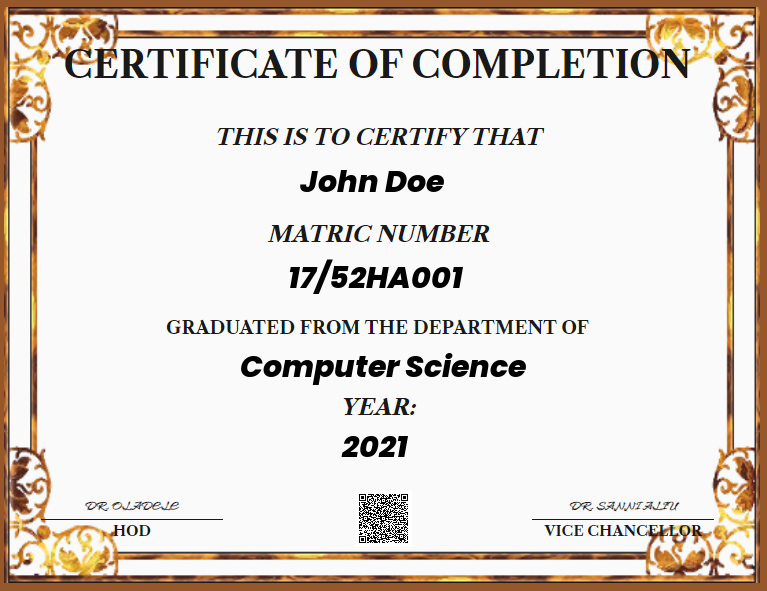 CERTIFICATE OF COMPLETION
THIS IS TO CERTIFY THAT
John Doe
MATRIC NUMBER
17/52HA001
GRADUATED FROM THE DEPARTMENT OF
Computer Science
YEAR:
2021
DR. OLADELE
DR. SANNI ALIU
HOD
VICE CHANCELLOR